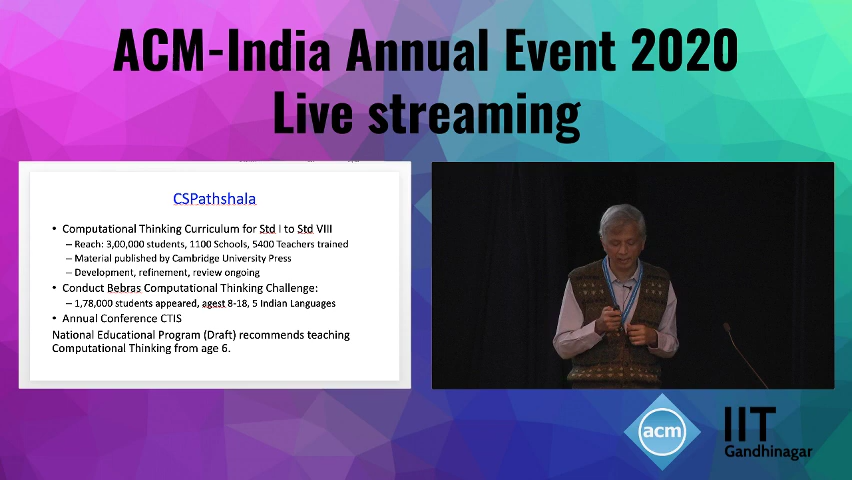 ACM-India Annual Event 2020
Live streaming
CSPathshala
• Computational Thinking Curriculum for Std I to Std VIII
– Reach: 3,00,000 students, 1100 Schools, 5400 Teachers trained
– Material published by Cambridge University Press
– Development, refinement, review ongoing
• Conduct Bebras Computational Thinking Challenge:
– 1,78,000 students appeared, agest 8-18, 5 Indian Languages
• Annual Conference CTIS
National Educational Program (Draft) recommends teaching
Computational Thinking from age 6.
acm
IIT
Gandhinagar